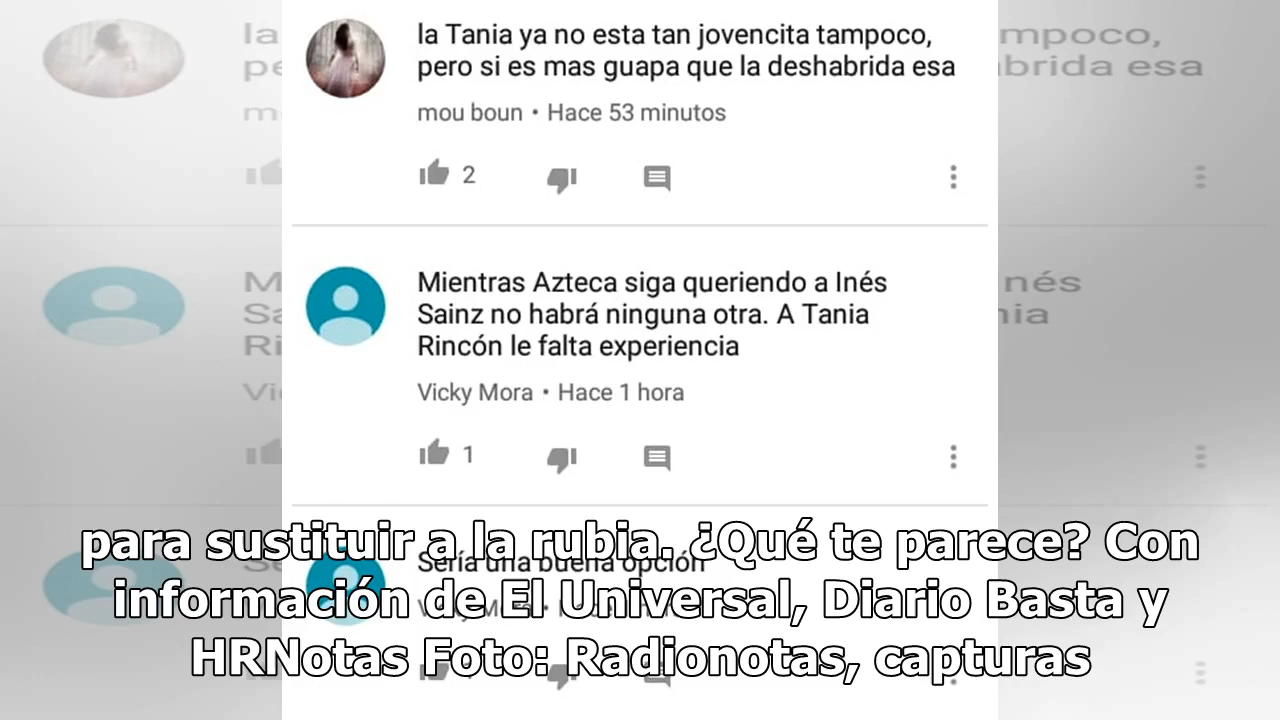 la Tania ya no esta tan jovencita tampoco,
pero si es mas guapa que la deshabrida esa
mou boun • Hace 53 minutos
2
Mientras Azteca siga queriendo a Inés
Sainz no habrá ninguna otra. A Tania
Rincón le falta experiencia
Vicky Mora • Hace 1 hora
1
Sería una buena opción
para sustituir a la rubia. ¿Qué te parece? Con
información de El Universal, Diario Basta y
HRNotas Foto: Radionotas, capturas